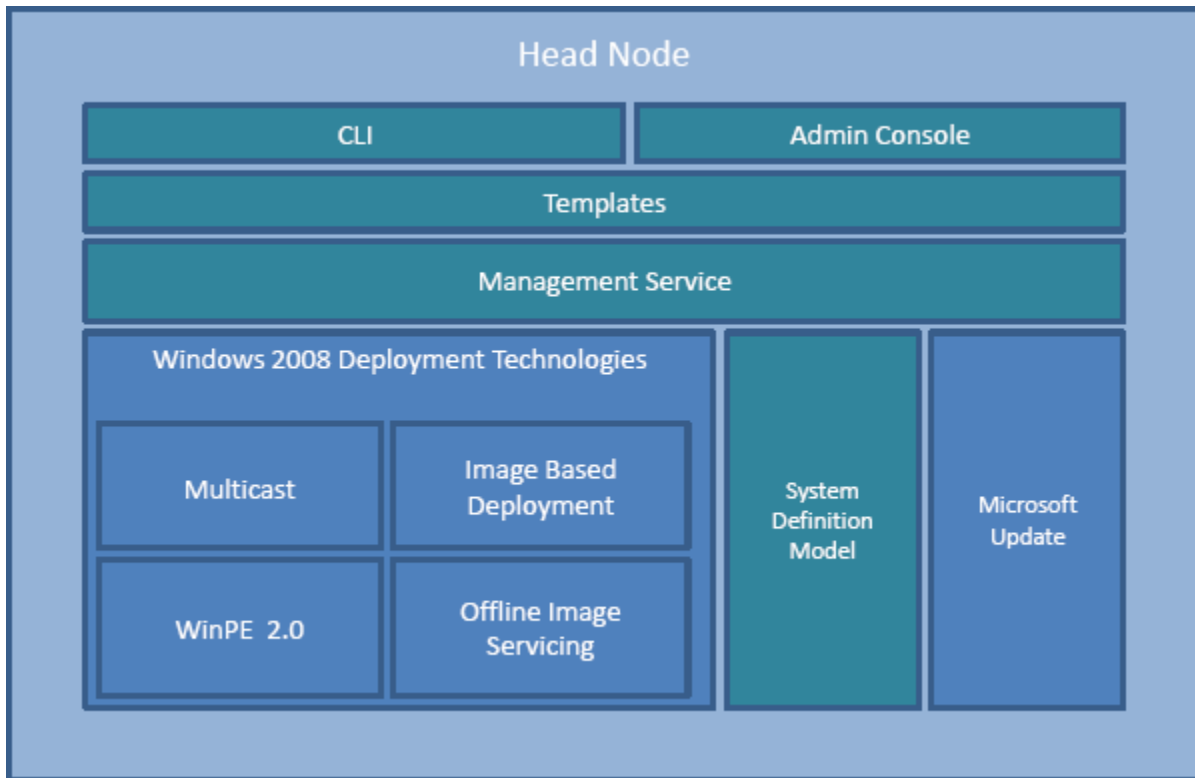 Head Node
CLI
Admin Console
Templates
Management Service
Windows 2008 Deployment Technologies
Multicast
Image Based
Deployment
WinPE 2.0
Offline Image
Servicing
System
Definition
Model
Microsoft
Update